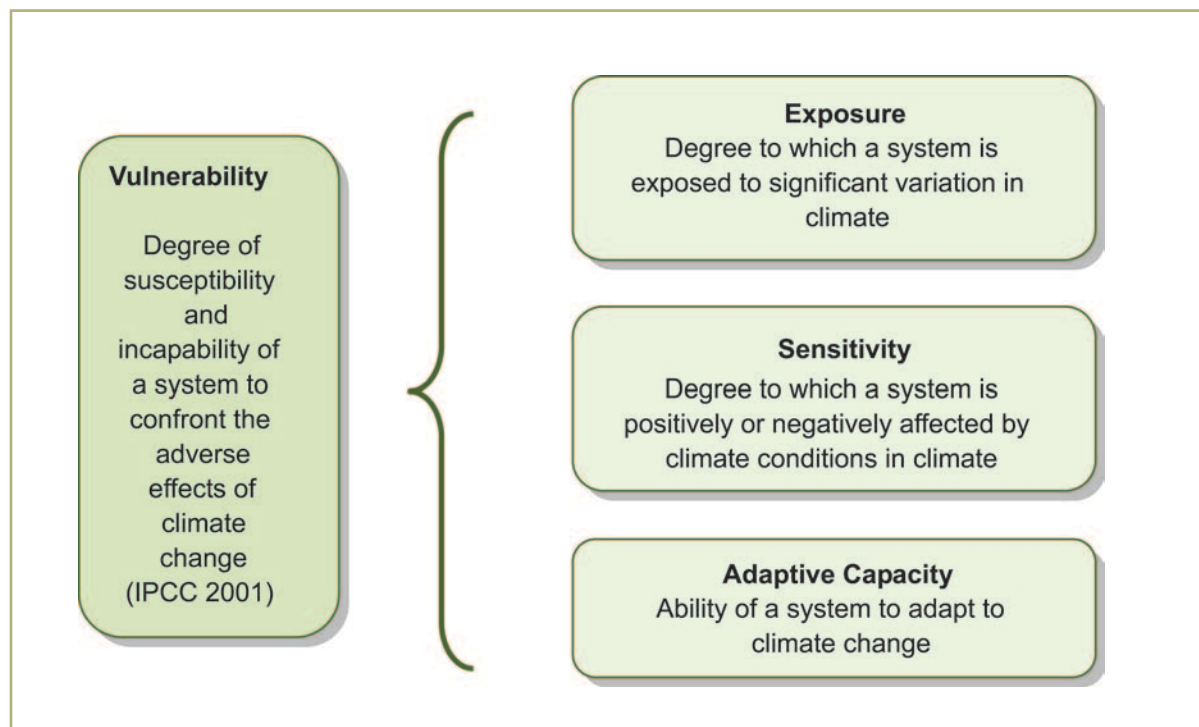 Vulnerability
Degree of
susceptibility
and
incapability of
a system to
confront the
adverse
effects of
climate
change
(IPCC 2001)
Exposure
Degree to which a system is
exposed to significant variation in
climate
Sensitivity
Degree to which a system is
positively or negatively affected by
climate conditions in climate
Adaptive Capacity
Ability of a system to adapt to
climate change